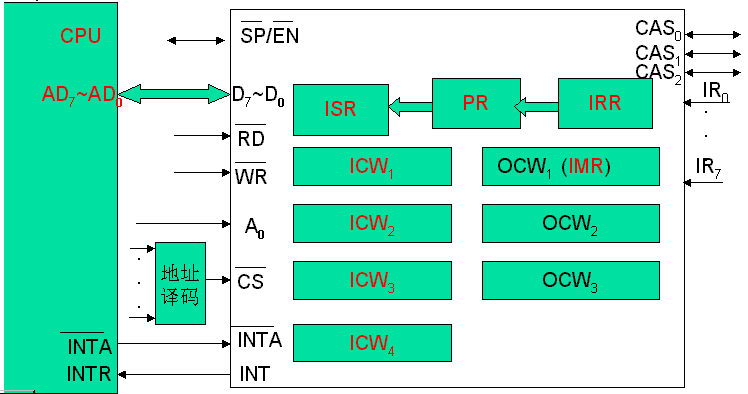 CPU
AD₇~AD₀
INTA
INTR
地址
译码
SP/EN
D₇~D₀
RD
WR
A₀
CS
INTA
INT
ISR
PR
IRR
ICW₁
OCW₁ (IMR)
ICW₂
OCW₂
ICW₃
OCW₃
ICW₄
CAS₀
CAS₁
CAS₂
IR₀
IR₇